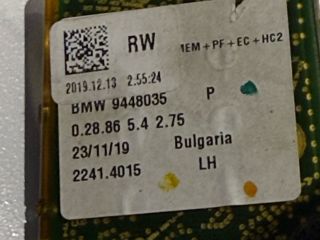 RW
1EM+PF+EC+HC2
2019.12.13 2.55:24
BMW 9448035 P
0.28.86 5.4 2.75
23/11/19 Bulgaria
2241.4015 LH